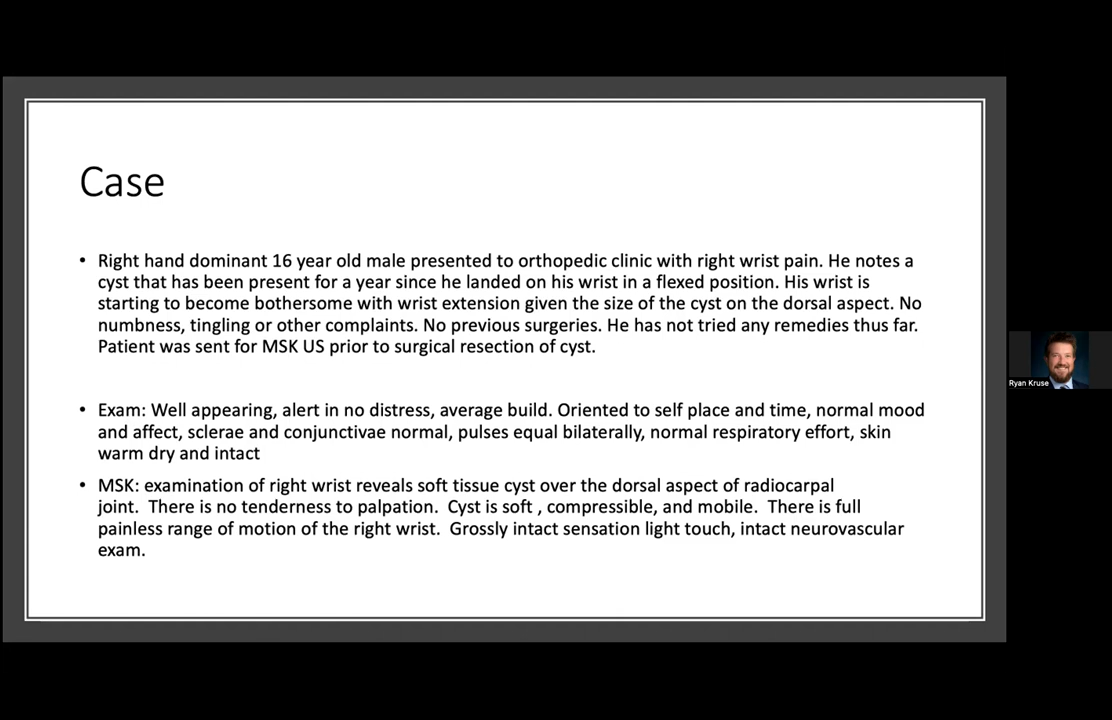 Case
• Right hand dominant 16 year old male presented to orthopedic clinic with right wrist pain. He notes a
cyst that has been present for a year since he landed on his wrist in a flexed position. His wrist is
starting to become bothersome with wrist extension given the size of the cyst on the dorsal aspect. No
numbness, tingling or other complaints. No previous surgeries. He has not tried any remedies thus far.
Patient was sent for MSK US prior to surgical resection of cyst.
• Exam: Well appearing, alert in no distress, average build. Oriented to self place and time, normal mood
and affect, sclerae and conjunctivae normal, pulses equal bilaterally, normal respiratory effort, skin
warm dry and intact
• MSK: examination of right wrist reveals soft tissue cyst over the dorsal aspect of radiocarpal
joint.  There is no tenderness to palpation.  Cyst is soft , compressible, and mobile.  There is full
painless range of motion of the right wrist.  Grossly intact sensation light touch, intact neurovascular
exam.
Ryan Kruse